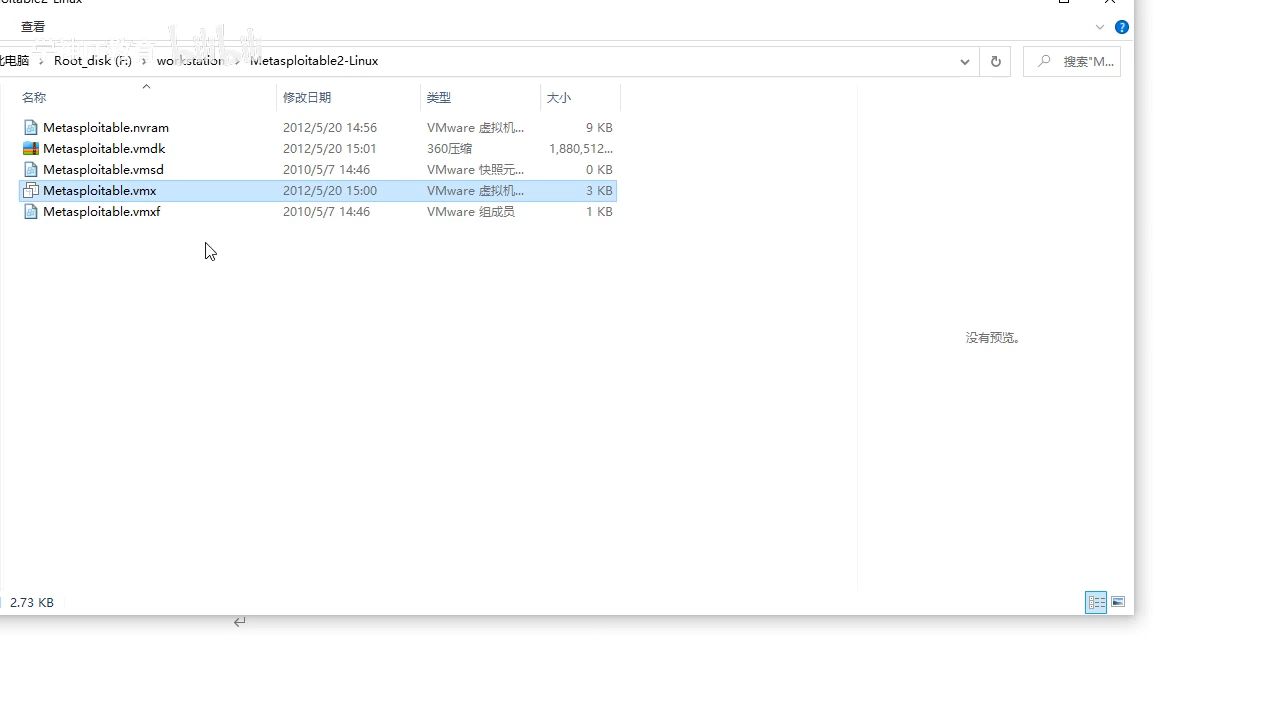 查看
Root_disk (F:) › workstation › Metasploitable2-Linux
搜索"M...
名称 修改日期 类型 大小
Metasploitable.nvram 2012/5/20 14:56 VMware 虚拟机... 9 KB
Metasploitable.vmdk 2012/5/20 15:01 360压缩 1,880,512...
Metasploitable.vmsd 2010/5/7 14:46 VMware 快照元... 0 KB
Metasploitable.vmx 2012/5/20 15:00 VMware 虚拟机... 3 KB
Metasploitable.vmxf 2010/5/7 14:46 VMware 组成员 1 KB
没有预览。
2.73 KB